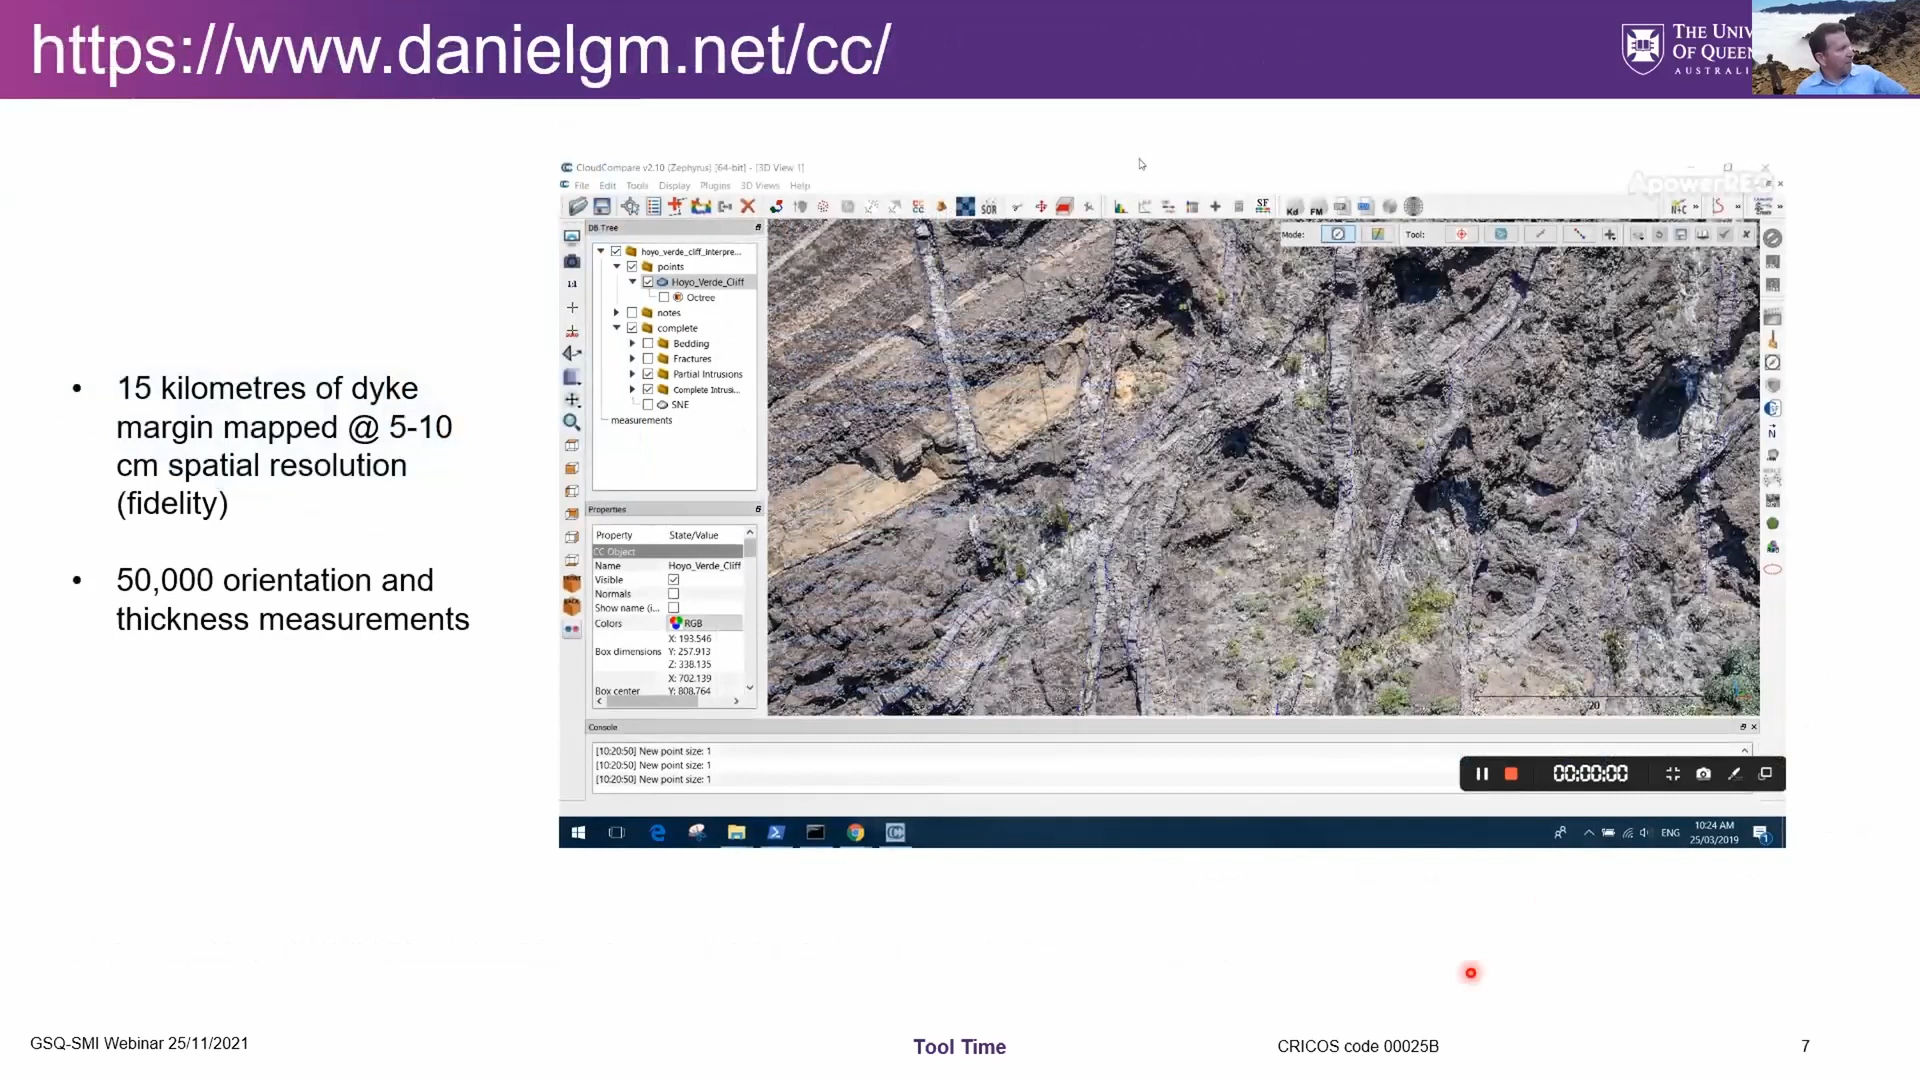 https://www.danielgm.net/cc/
THE UNIV
OF QUEEN
AUSTRALI
CloudCompare v2.10 (Zephyrus) [64-bit] - [3D View 1]
File Edit Tools Display Plugins 3D Views Help
SOR
SF
Kd
FM
N+C
DB Tree
Mode:
Tool:
hoyo_verde_cliff_interpre...
points
Hoyo_Verde_Cliff
Octree
notes
complete
Bedding
Fractures
Partial Intrusions
Complete Intrusi...
SNE
measurements
1:1
N
• 15 kilometres of dyke
margin mapped @ 5-10
cm spatial resolution
(fidelity)
• 50,000 orientation and
thickness measurements
Properties
Property State/Value
CC Object
Name Hoyo_Verde_Cliff
Visible
Normals
Show name (i...
Colors RGB
X: 193.546
Box dimensions Y: 257.913
Z: 338.135
X: 702.139
Box center Y: 808.764
20
Console
[10:20:50] New point size: 1
[10:20:50] New point size: 1
[10:20:50] New point size: 1
00:00:00
ENG
10:24 AM
25/03/2019
GSQ-SMI Webinar 25/11/2021
Tool Time
CRICOS code 00025B
7